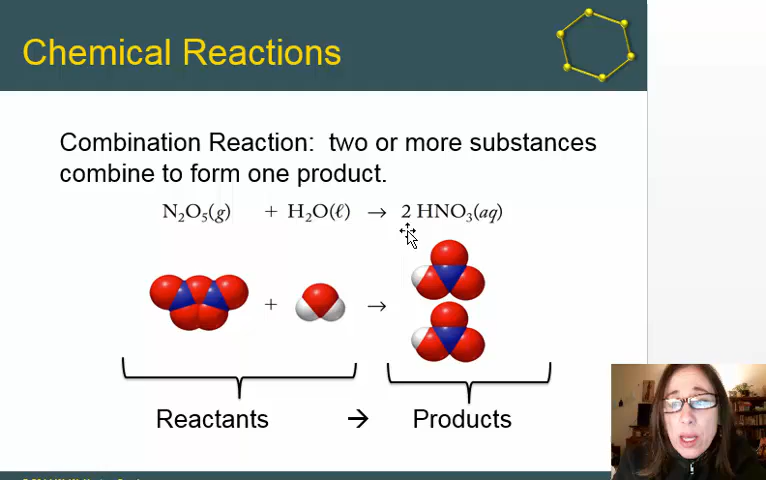 Chemical Reactions
Combination Reaction: two or more substances
combine to form one product.
N₂O₅(g) + H₂O(ℓ) → 2 HNO₃(aq)
+ →
Reactants → Products